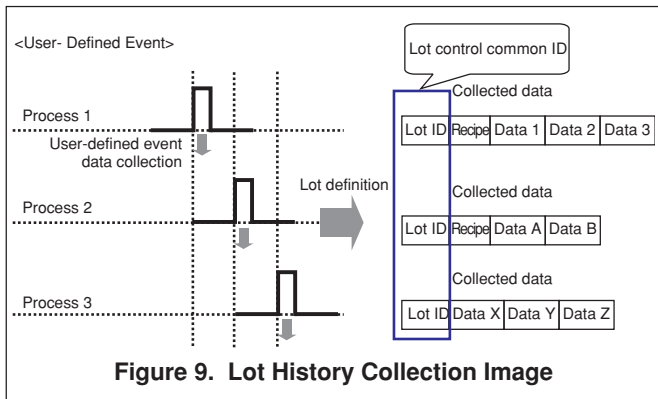 <User- Defined Event>
Lot control common ID
Process 1
Collected data
Lot ID Recipe Data 1 Data 2 Data 3
User-defined event
data collection
Process 2
Lot definition
Collected data
Lot ID Recipe Data A Data B
Process 3
Collected data
Lot ID Data X Data Y Data Z
Figure 9. Lot History Collection Image